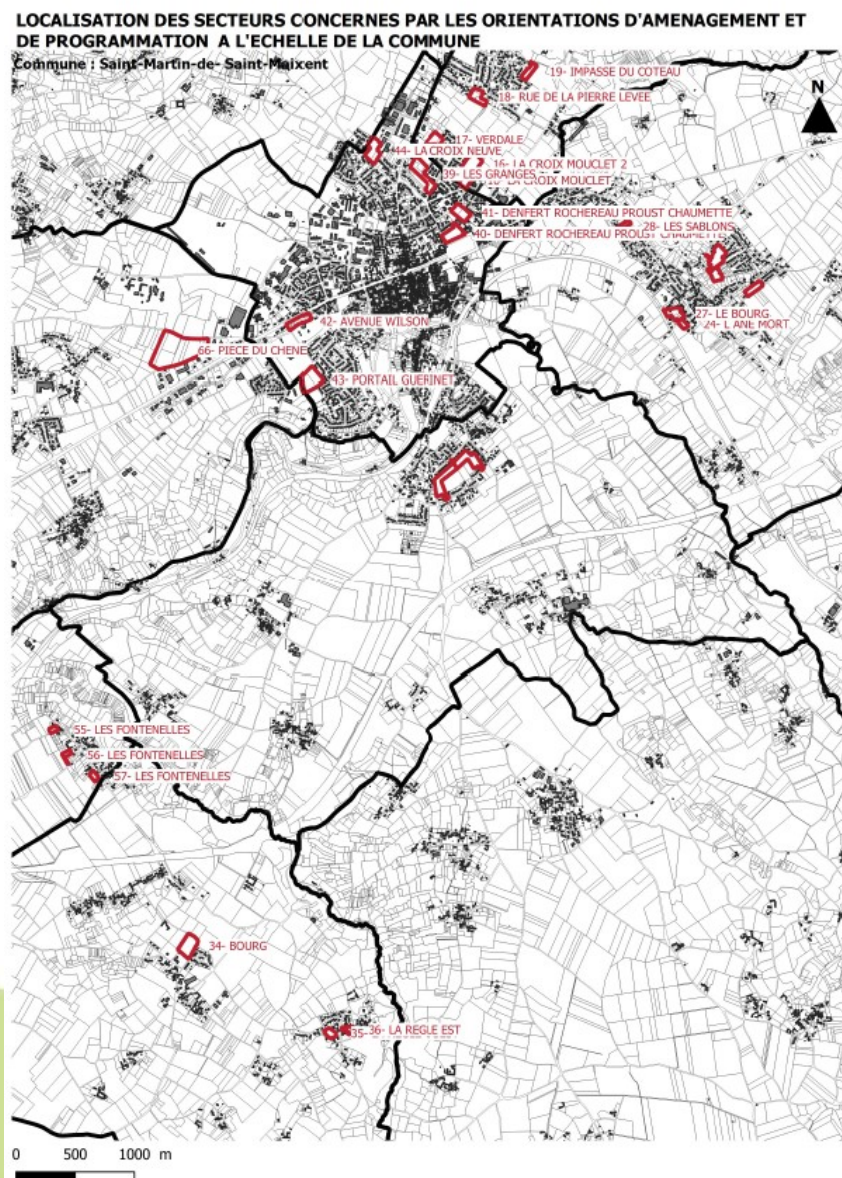 LOCALISATION DES SECTEURS CONCERNES PAR LES ORIENTATIONS D'AMENAGEMENT ET
DE PROGRAMMATION A L'ECHELLE DE LA COMMUNE
Commune : Saint-Martin-de- Saint-Maixent
19- IMPASSE DU COTEAU
N
18- RUE DE LA PIERRE LEVEE
17- VERDALE
44- LA CROIX NEUVE
16- LA CROIX MOUCLET 2
39- LES GRANGES
LA CROIX MOUCLET
41- DENFERT ROCHEREAU PROUST CHAUMETTE
28- LES SABLONS
40- DENFERT ROCHEREAU PROUST CHAUMETTE
27- LE BOURG
24- L'ANE MORT
42- AVENUE WILSON
66- PIECE DU CHENE
43- PORTAIL GUERINET
55- LES FONTENELLES
56- LES FONTENELLES
57- LES FONTENELLES
34- BOURG
35- 36- LA REGLE EST
0 500 1000 m